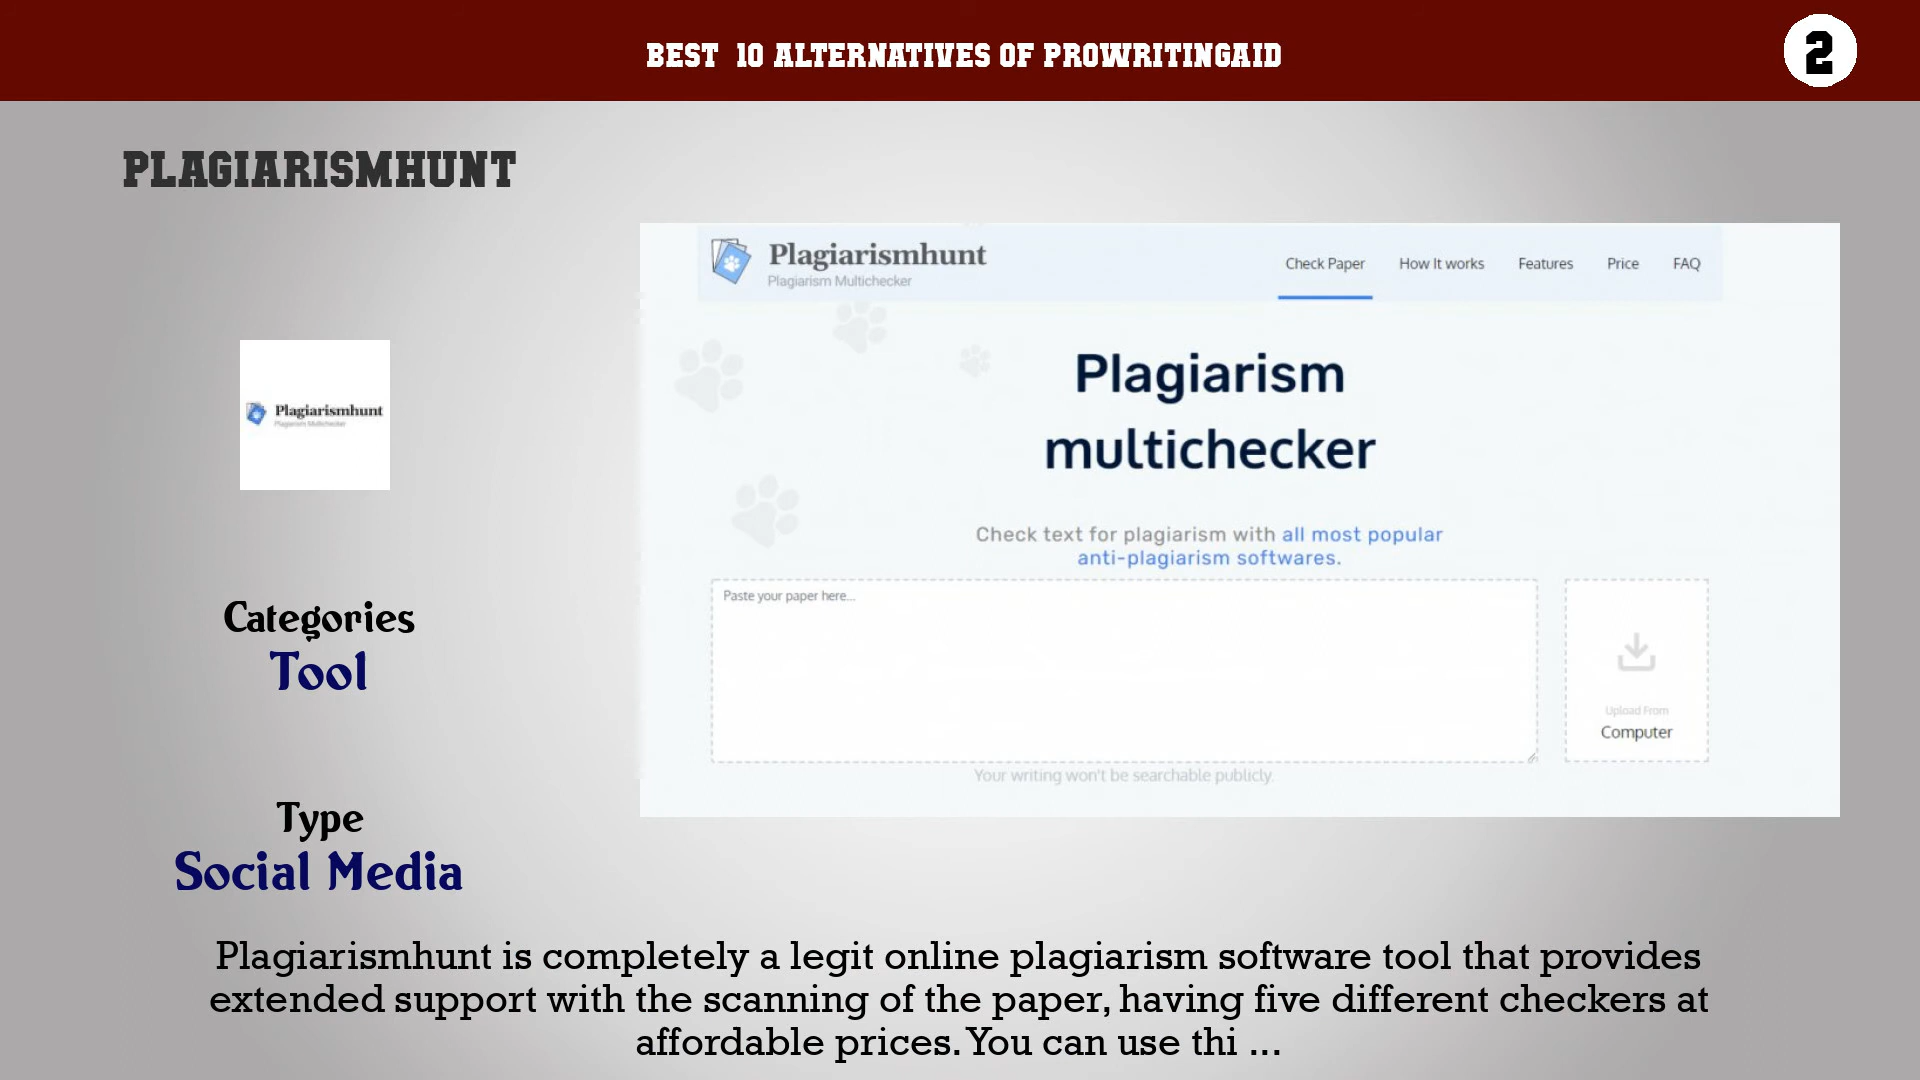 BEST 10 ALTERNATIVES OF PROWRITINGAID
2
PLAGIARISMHUNT
Plagiarismhunt
Plagiarism Multichecker
Check Paper
How It works
Features
Price
FAQ
Plagiarism
multichecker
Check text for plagiarism with all most popular
anti-plagiarism softwares.
Paste your paper here...
Upload From
Computer
Your writing won't be searchable publicly.
Plagiarismhunt
Plagiarism Multichecker
Categories
Tool
Type
Social Media
Plagiarismhunt is completely a legit online plagiarism software tool that provides
extended support with the scanning of the paper, having five different checkers at
affordable prices. You can use thi ...